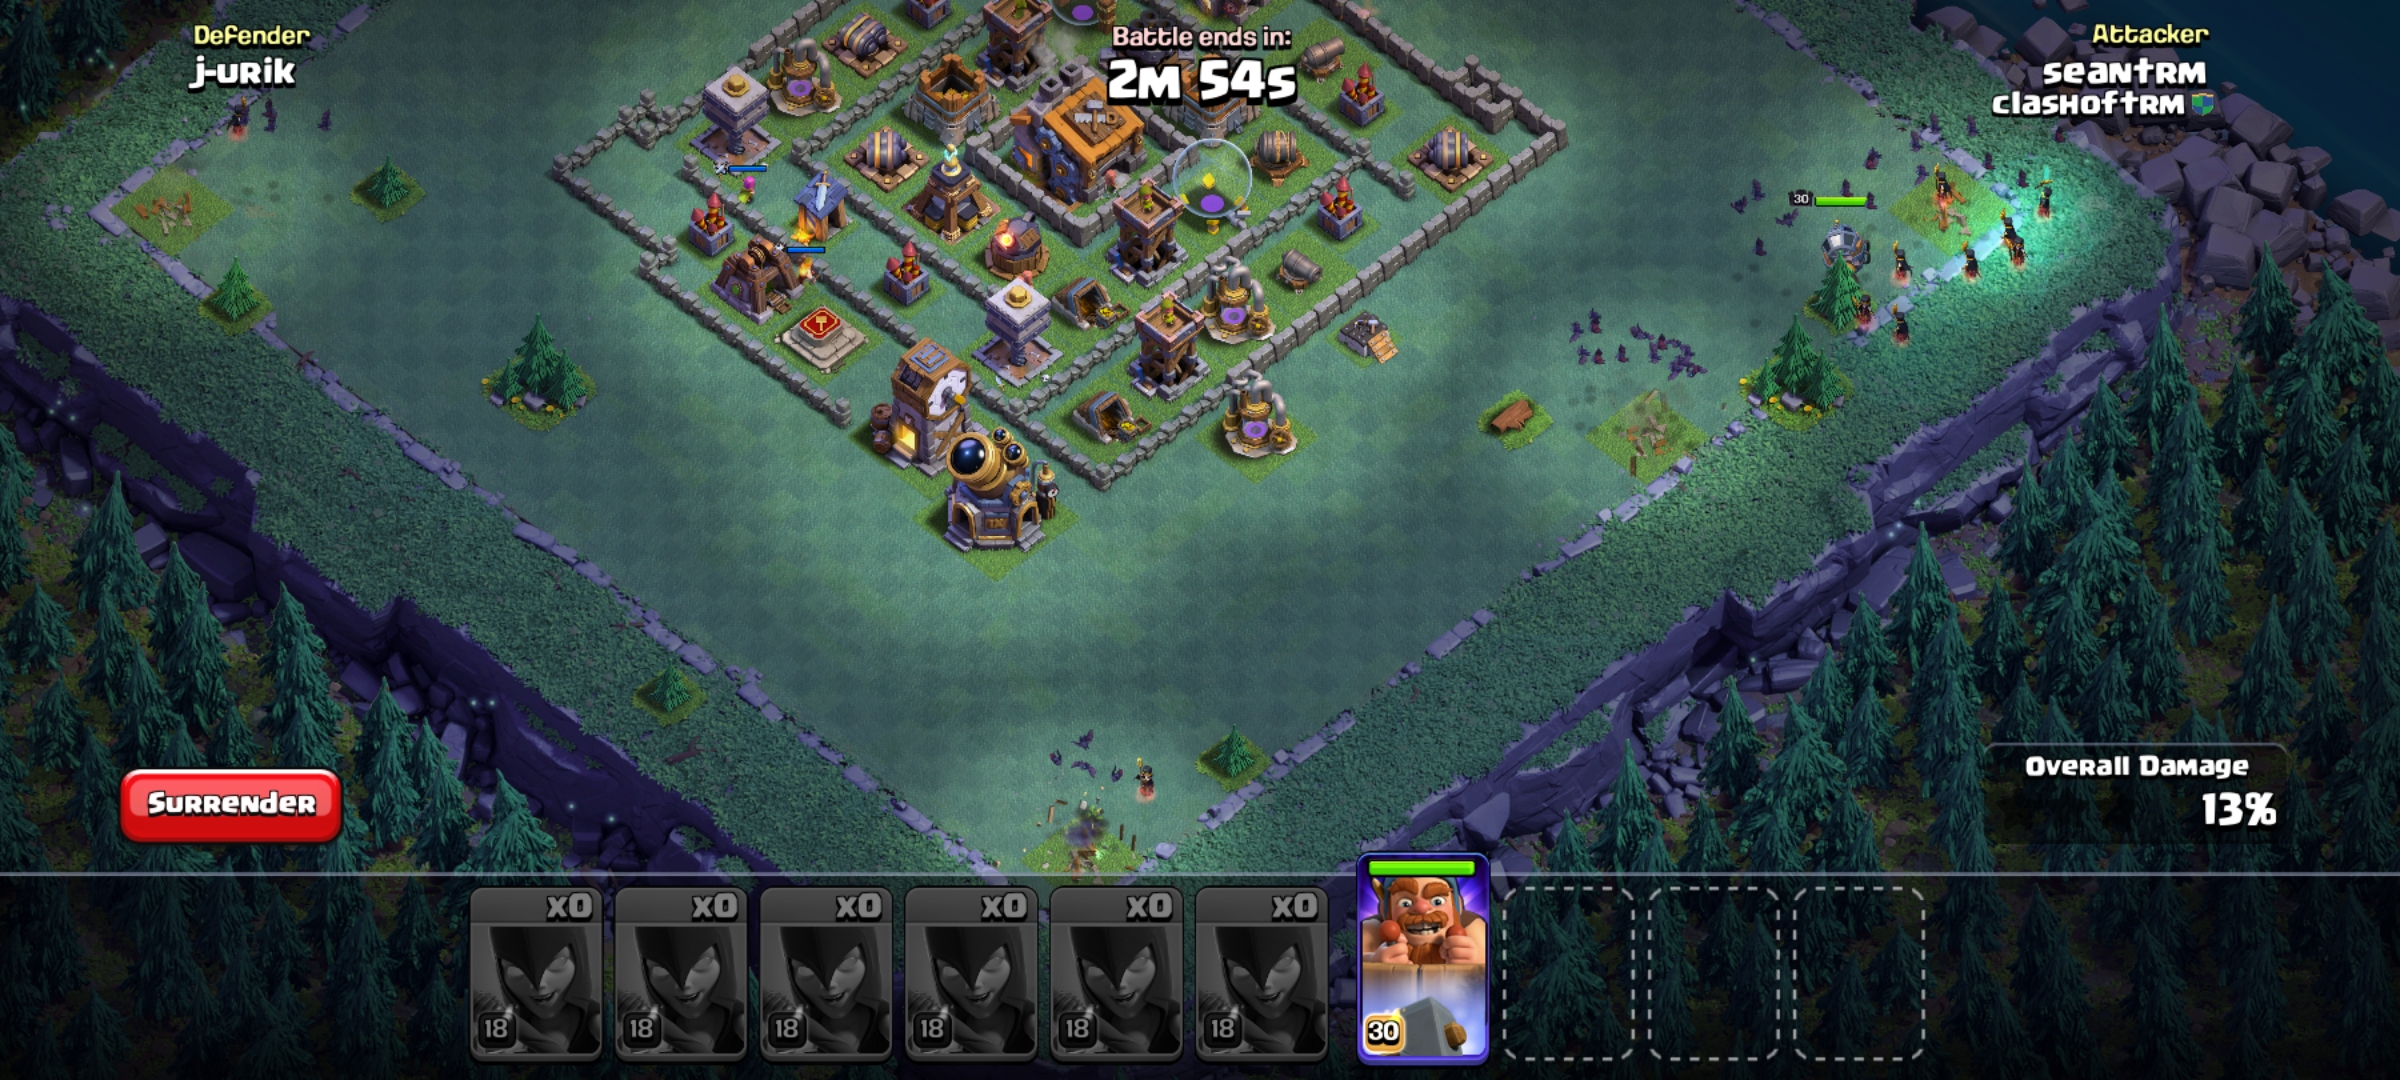 Defender
j-urik
Battle ends in:
2m 54s
Attacker
seantrm
clashoftrm
30
Surrender
Overall Damage
13%
x0
x0
x0
x0
x0
x0
18
18
18
18
18
18
30